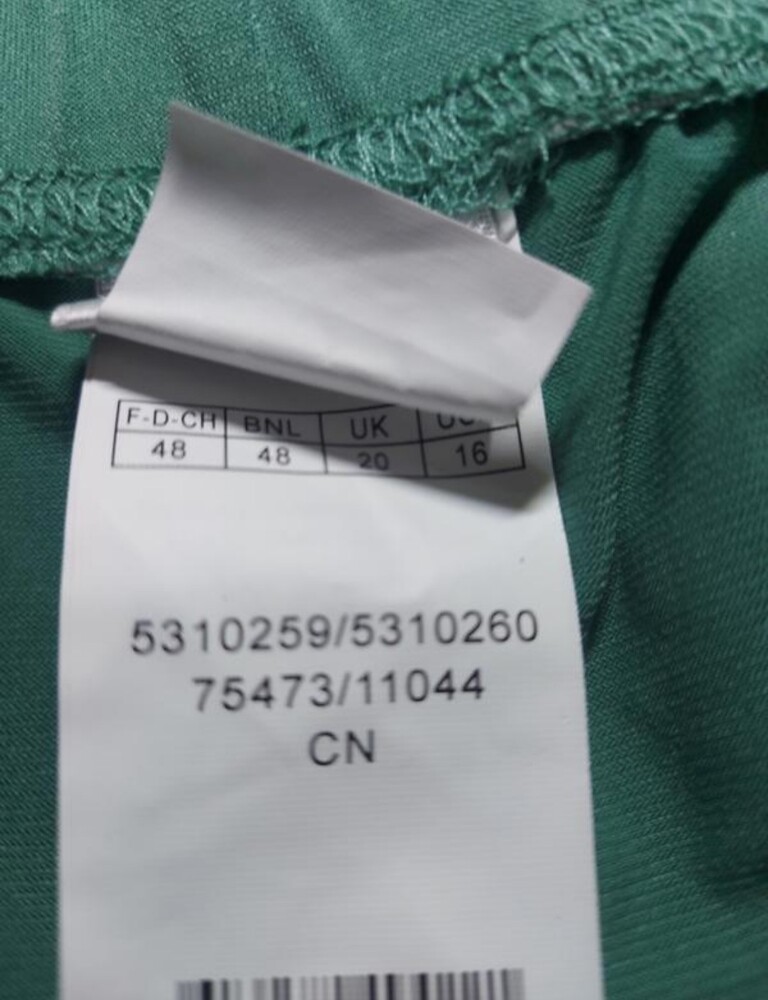 F-D-CH BNL UK
48 48 20 16
5310259/5310260
75473/11044
CN